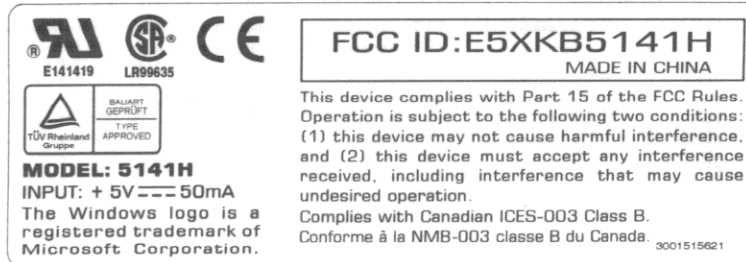 E141419
LR99635
TÜV Rheinland
Gruppe
BAUART
GEPRÜFT
TYPE
APPROVED
MODEL: 5141H
INPUT: + 5V 50mA
The Windows logo is a
registered trademark of
Microsoft Corporation.
FCC ID:E5XKB5141H
MADE IN CHINA
This device complies with Part 15 of the FCC Rules.
Operation is subject to the following two conditions:
(1) this device may not cause harmful interference,
and (2) this device must accept any interference
received, including interference that may cause
undesired operation.
Complies with Canadian ICES-003 Class B.
Conforme à la NMB-003 classe B du Canada.
3001515621